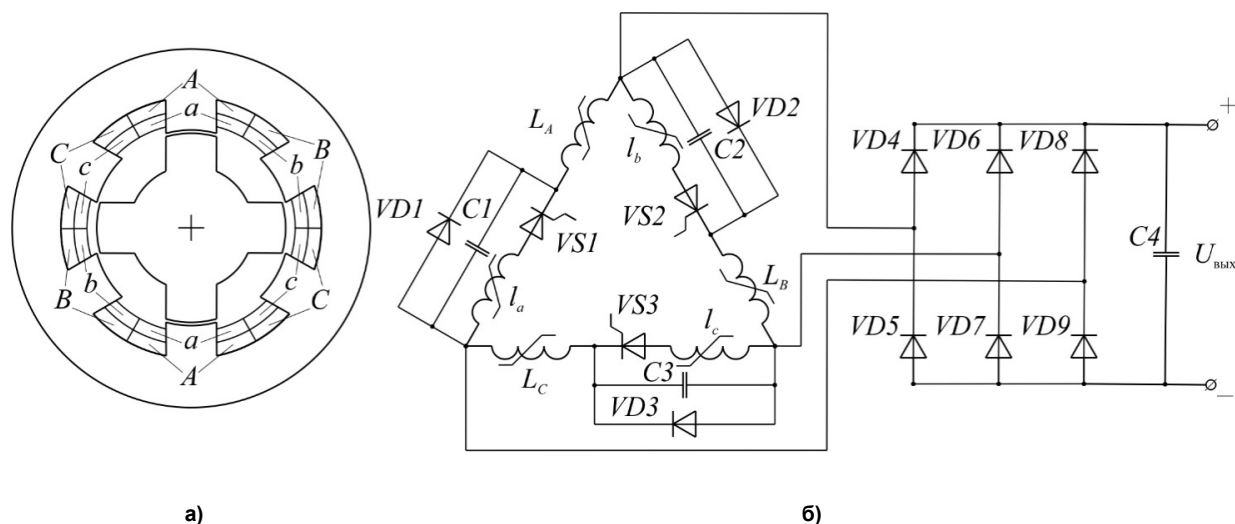 A
a
C
c
B
b
B
b
c
C
a
A
L_A
l_b
C2
VD2
VD1
C1
VS1
VS2
l_a
L_B
VS3
l_c
L_C
C3
VD3
+
VD4
VD6
VD8
C4
U_вых
VD5
VD7
VD9
−
а)
б)